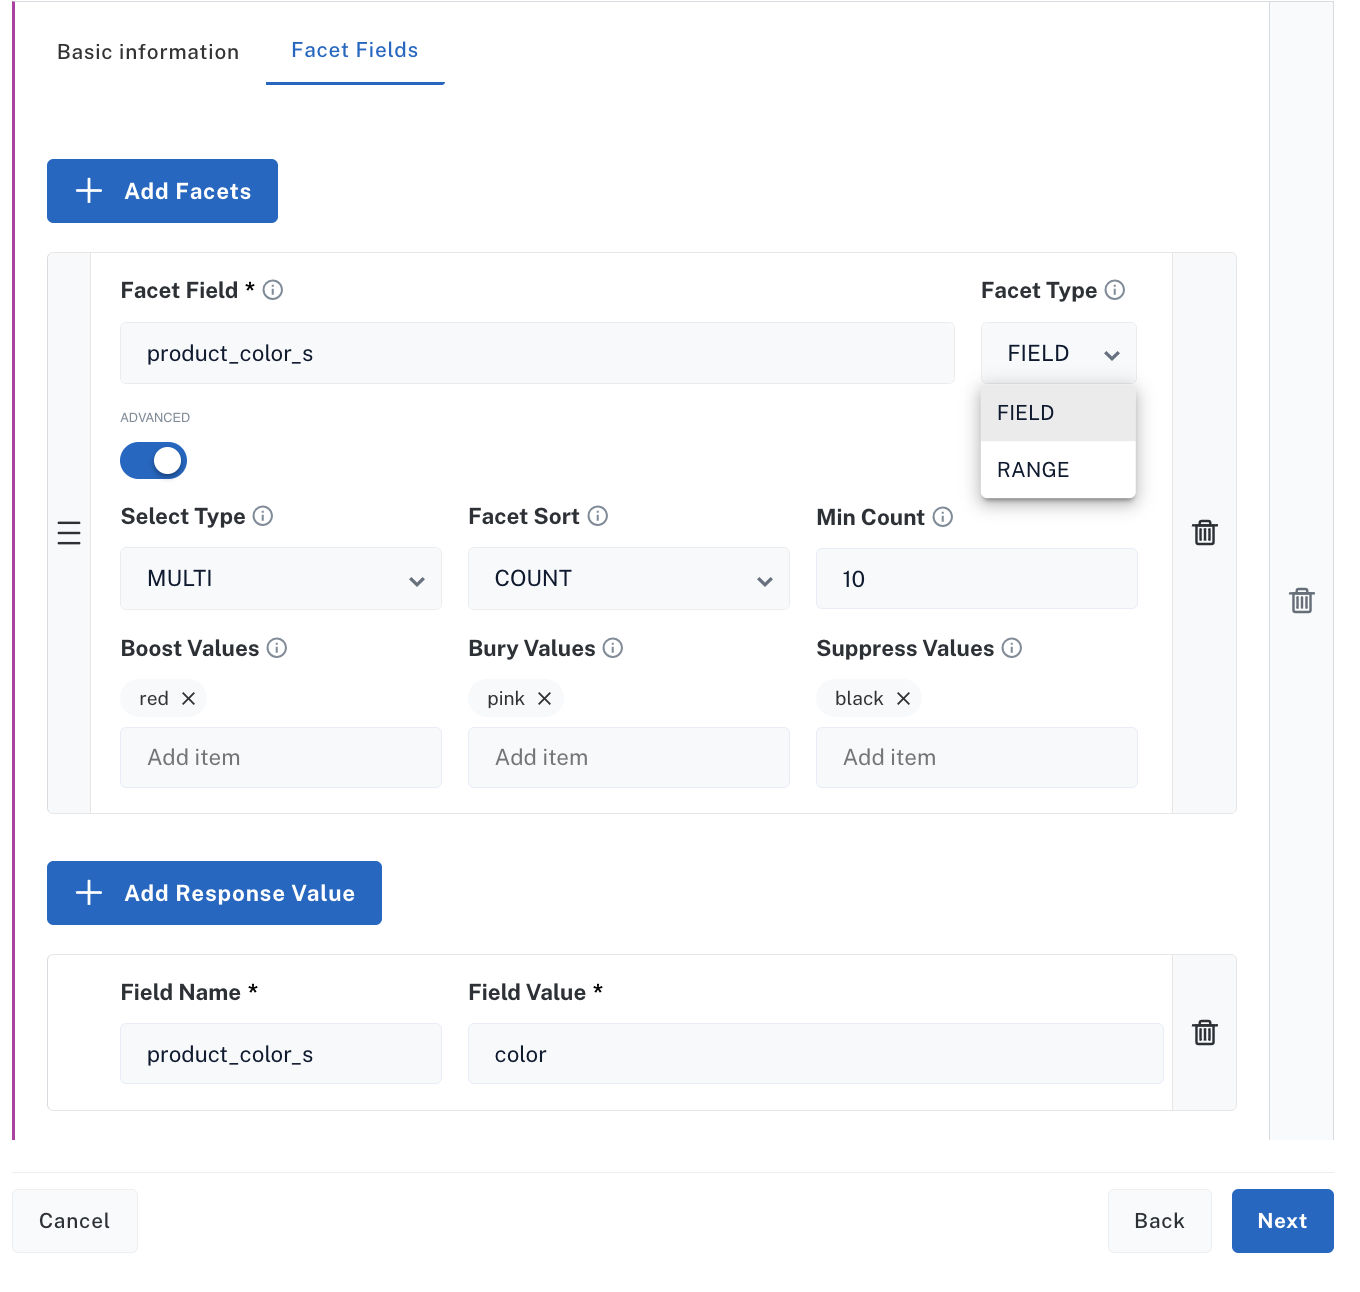 Basic information Facet Fields
Add Facets
Facet Field * Facet Type
product_color_s FIELD
FIELD
ADVANCED
RANGE
Select Type Facet Sort Min Count
MULTI COUNT 10
Boost Values Bury Values Suppress Values
red pink black
Add item Add item Add item
Add Response Value
Field Name * Field Value *
product_color_s color
Cancel Back Next